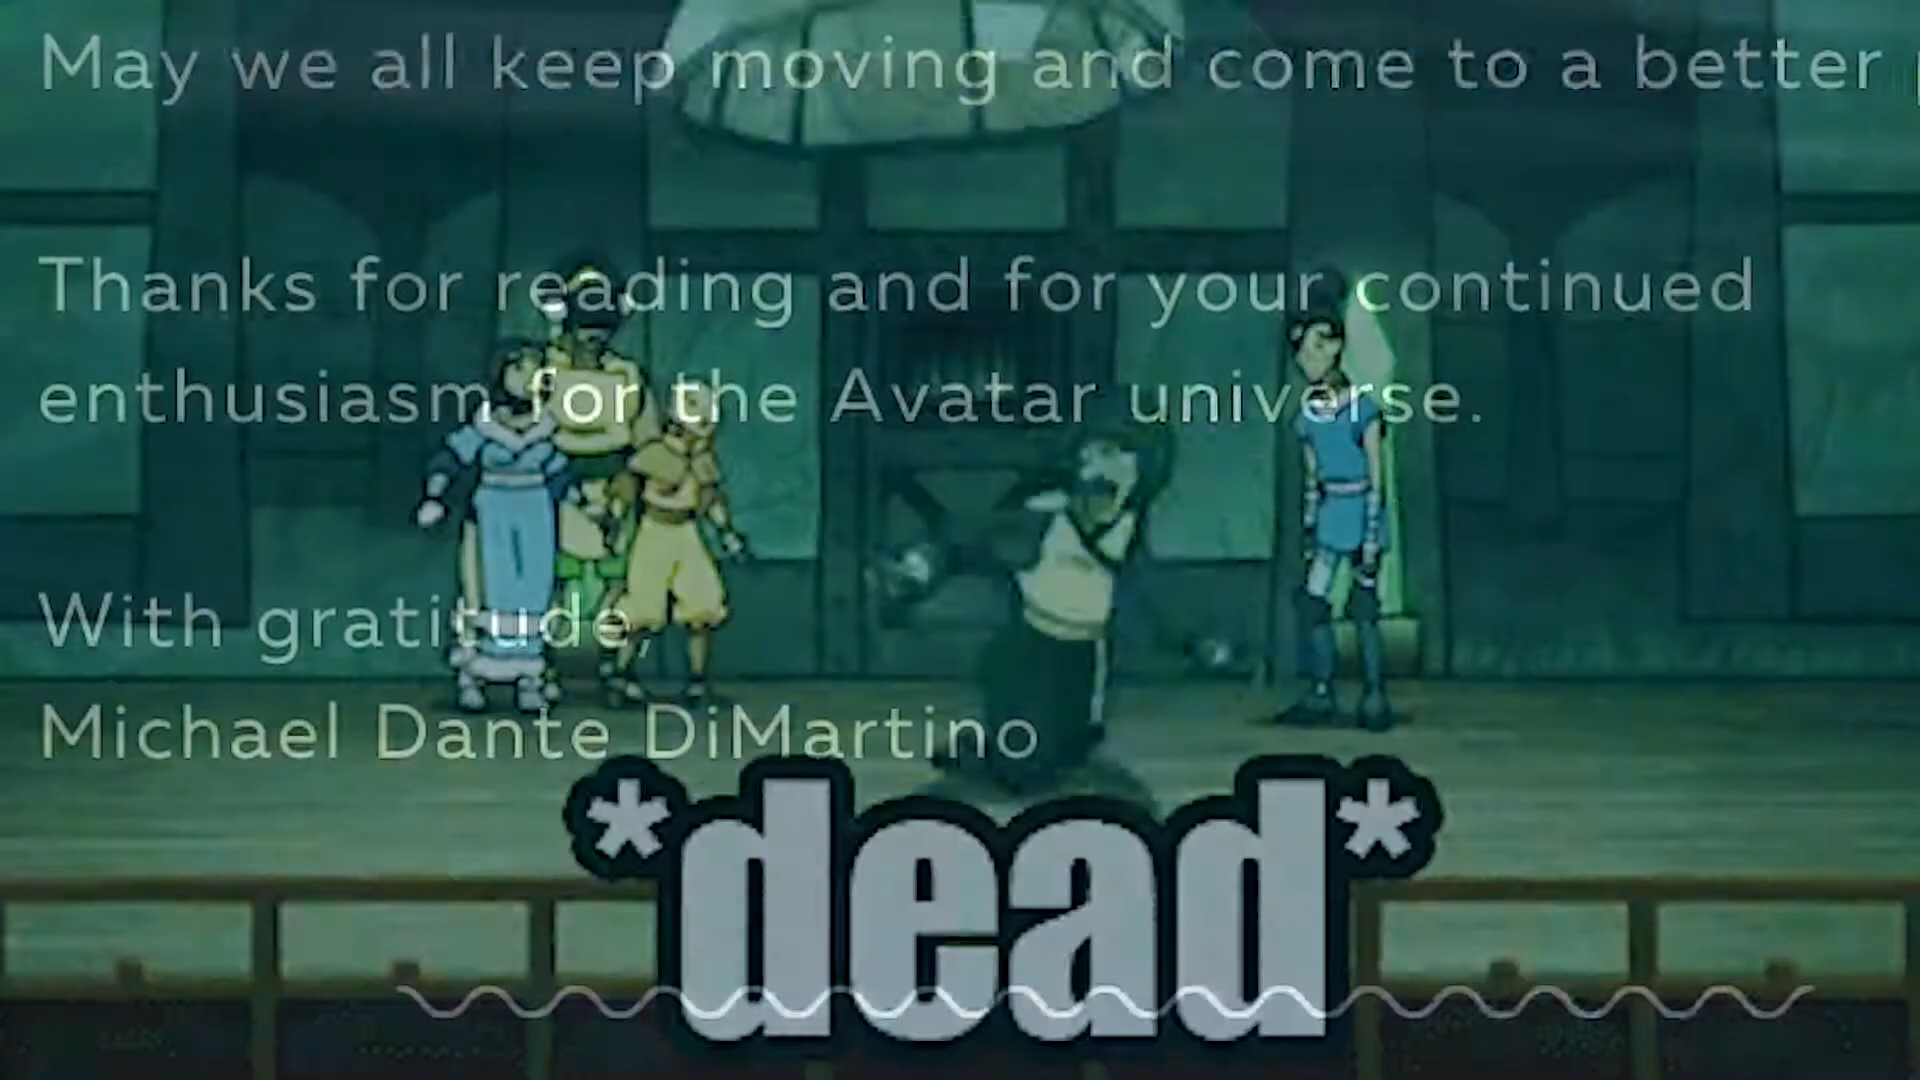 May we all keep moving and come to a better
Thanks for reading and for your continued
enthusiasm for the Avatar universe.
With gratitude,
Michael Dante DiMartino
*dead*